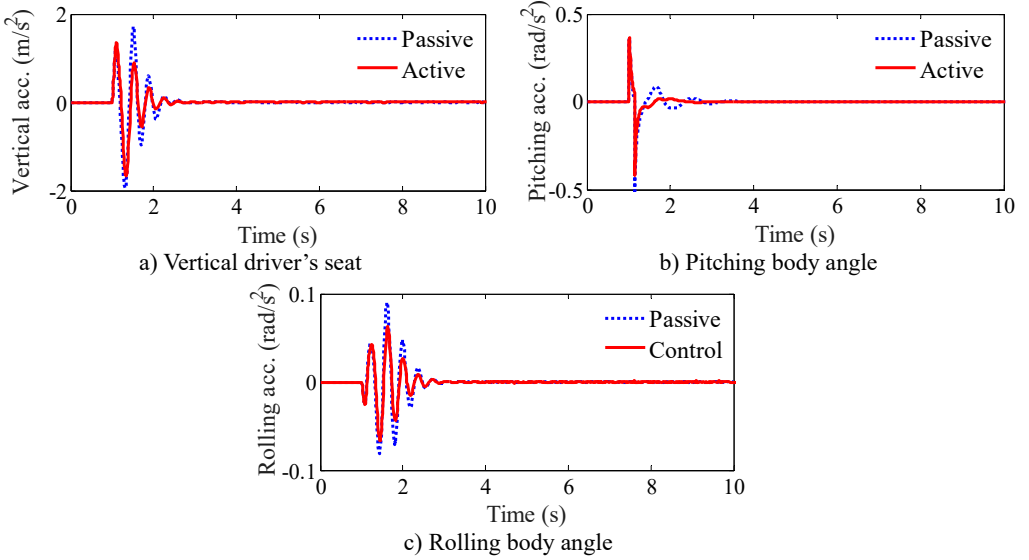 Vertical acc. (m/s²)
2
0
-2
Passive
Active
0 2 4 6 8 10
Time (s)
a) Vertical driver's seat
Pitching acc. (rad/s²)
0.5
0
-0.5
Passive
Active
0 2 4 6 8 10
Time (s)
b) Pitching body angle
Rolling acc. (rad/s²)
0.1
0
-0.1
Passive
Control
0 2 4 6 8 10
Time (s)
c) Rolling body angle